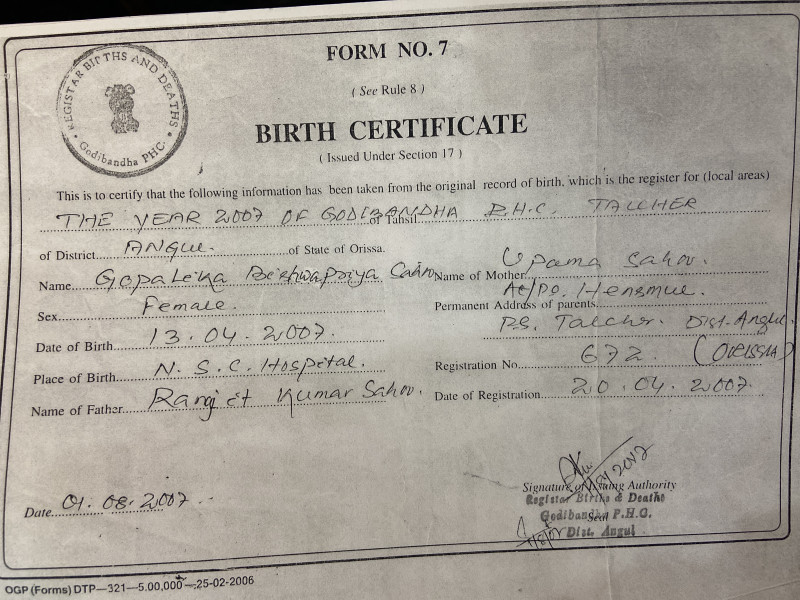 REGISTAR BIRTHS AND DEATHS
Godibandha PHC.
FORM NO. 7
( See Rule 8 )
BIRTH CERTIFICATE
( Issued Under Section 17 )
This is to certify that the following information has been taken from the original record of birth, which is the register for (local areas)
THE YEAR 2007 OF GODIBANDHA P.H.C. TALCHER of Tahsil
of District ANGUL. of State of Orissa.
Name Gopalika Bishwapriya Sahoo
Sex Female.
Date of Birth 13.04.2007.
Place of Birth N.S.C. Hospital.
Name of Father Ranjit Kumar Sahoo.
Name of Mother Upama Sahoo.
Permanent Address of parents At/Po. Hensmul.
P.S. Talcher. Dist. Angul.
(ORISSA)
Registration No. 672.
Date of Registration 20.04.2007.
Date 01.08.2007
Signature of Issuing Authority
Registar Births & Deaths
Godibandha P.H.C.
Seal
Dist. Angul
OGP (Forms) DTP—321—5,00,000—25-02-2006